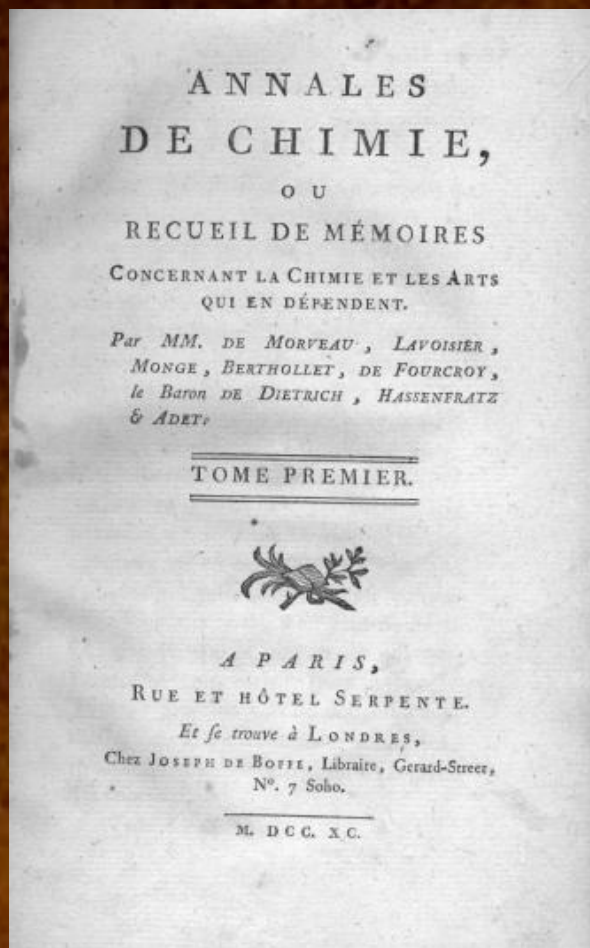 ANNALES
DE CHIMIE,
OU
RECUEIL DE MÉMOIRES
CONCERNANT LA CHIMIE ET LES ARTS
QUI EN DÉPENDENT.
Par MM. DE MORVEAU, LAVOISIER,
MONGE, BERTHOLLET, DE FOURCROY,
le Baron DE DIETRICH, HASSENFRATZ
& ADET.
TOME PREMIER.
A PARIS,
RUE ET HÔTEL SERPENTE.
Et ſe trouve à LONDRES,
Chez JOSEPH DE BOFFE, Libraire, Gerard-Street,
N°. 7 Soho.
M. DCC. XC.